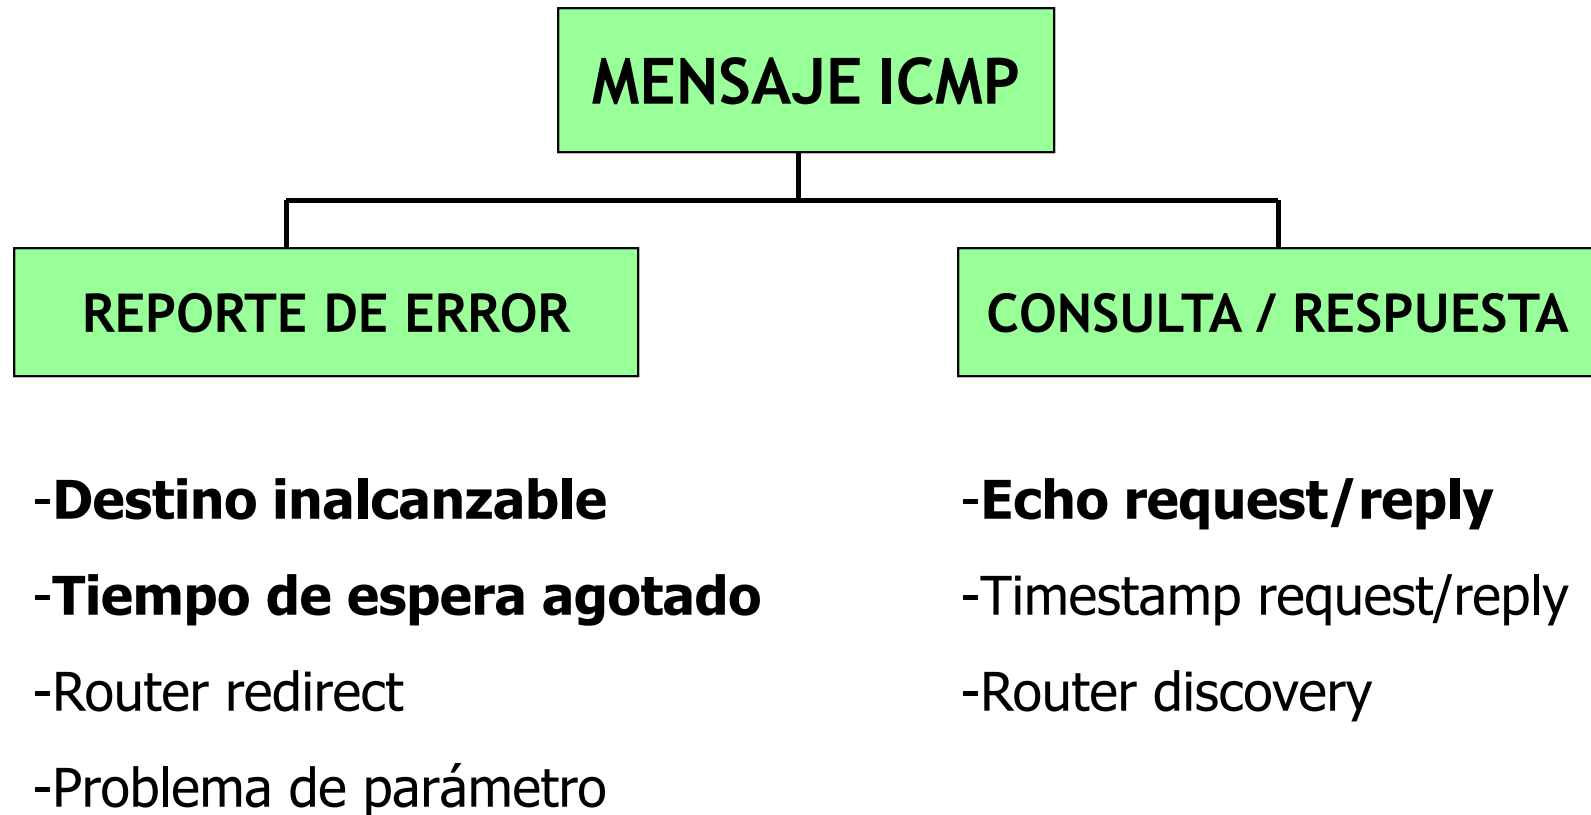 MENSAJE ICMP
REPORTE DE ERROR
CONSULTA / RESPUESTA
-Destino inalcanzable
-Tiempo de espera agotado
-Router redirect
-Problema de parámetro
-Echo request/reply
-Timestamp request/reply
-Router discovery